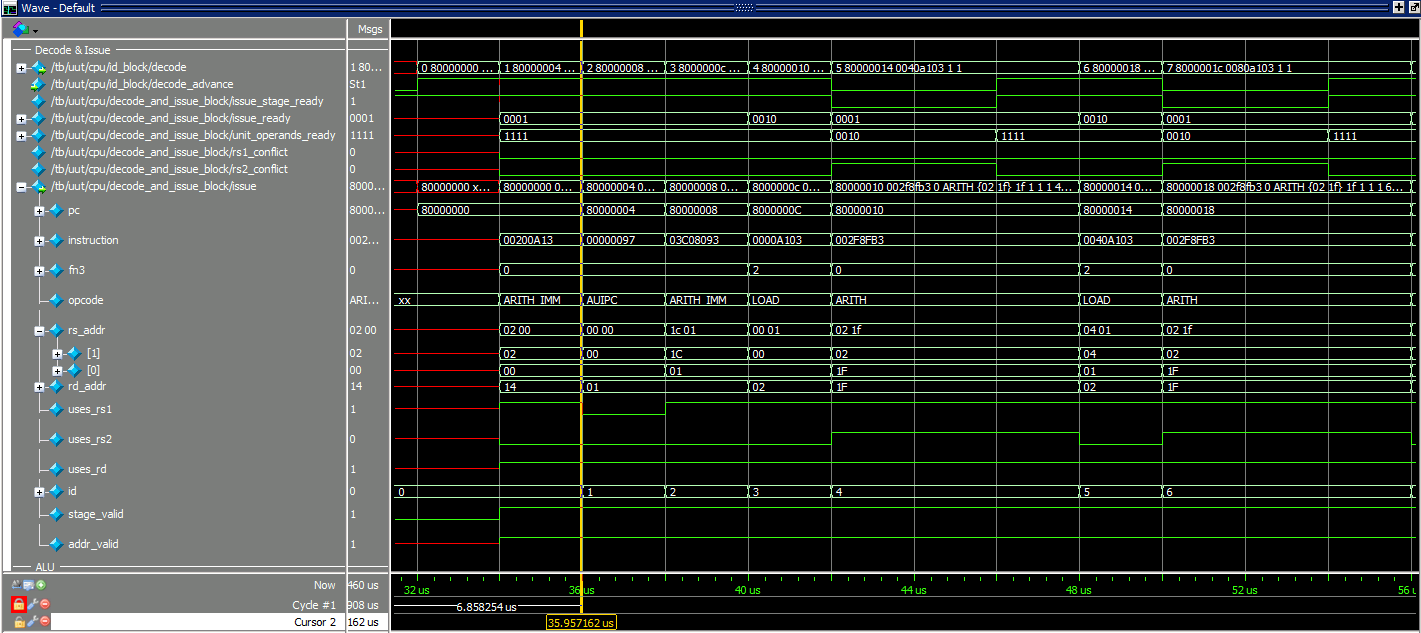 Wave - Default
Msgs
Decode & Issue
/tb/uut/cpu/id_block/decode 1 80... 0 80000000 ... 1 80000004 ... 2 80000008 ... 3 8000000c ... 4 80000010 ... 5 80000014 0040a103 1 1 6 80000018 ... 7 8000001c 0080a103 1 1
/tb/uut/cpu/id_block/decode_advance St1
/tb/uut/cpu/decode_and_issue_block/issue_stage_ready 1
/tb/uut/cpu/decode_and_issue_block/issue_ready 0001 0001 0010 0001 0010 0001
/tb/uut/cpu/decode_and_issue_block/unit_operands_ready 1111 1111 0010 1111 0010 1111
/tb/uut/cpu/decode_and_issue_block/rs1_conflict 0
/tb/uut/cpu/decode_and_issue_block/rs2_conflict 0
/tb/uut/cpu/decode_and_issue_block/issue 8000... 80000000 x... 80000000 0... 80000004 0... 80000008 0... 8000000c 0... 80000010 002f8fb3 0 ARITH {02 1f} 1f 1 1 1 4... 80000014 0... 80000018 002f8fb3 0 ARITH {02 1f} 1f 1 1 1 6...
pc 8000... 80000000 80000004 80000008 8000000C 80000010 80000014 80000018
instruction 002... 00200A13 00000097 03C08093 0000A103 002F8FB3 0040A103 002F8FB3
fn3 0 0 2 0 2 0
opcode ARI... xx ARITH_IMM AUIPC ARITH_IMM LOAD ARITH LOAD ARITH
rs_addr 02 00 02 00 00 00 1c 01 00 01 02 1f 04 01 02 1f
[1] 02 02 00 1C 00 02 04 02
[0] 00 00 01 1F 01 1F
rd_addr 14 14 01 02 1F 02 1F
uses_rs1 1
uses_rs2 0
uses_rd 1
id 0 0 1 2 3 4 5 6
stage_valid 1
addr_valid 1
ALU
Now 460 us 32 us 36 us 40 us 44 us 48 us 52 us 56
Cycle #1 908 us 6.858254 us
Cursor 2 162 us 35.957162 us